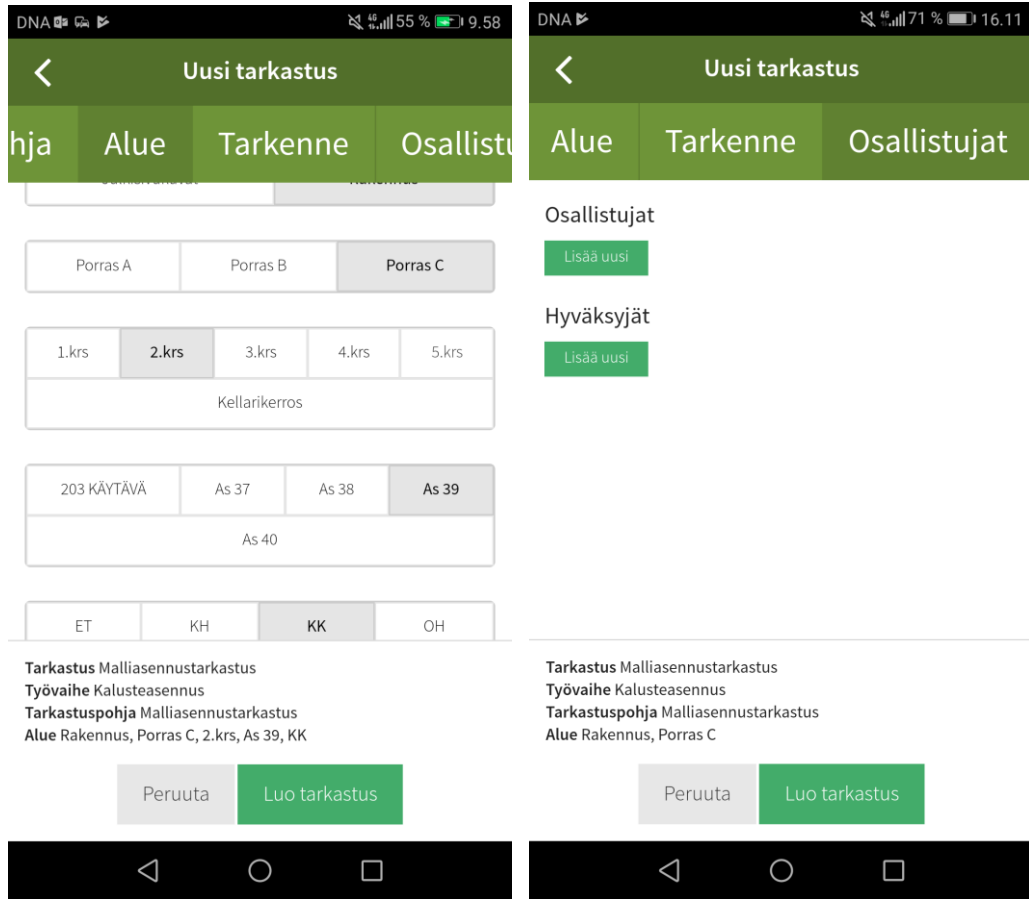 DNA 4G 55 % 9.58
Uusi tarkastus
hja Alue Tarkenne Osallistu
Porras A Porras B Porras C
1.krs 2.krs 3.krs 4.krs 5.krs
Kellarikerros
203 KÄYTÄVÄ As 37 As 38 As 39
As 40
ET KH KK OH
Tarkastus Malliasennustarkastus
Työvaihe Kalusteasennus
Tarkastuspohja Malliasennustarkastus
Alue Rakennus, Porras C, 2.krs, As 39, KK
Peruuta Luo tarkastus
DNA 4G 71 % 16.11
Uusi tarkastus
Alue Tarkenne Osallistujat
Osallistujat
Lisää uusi
Hyväksyjät
Lisää uusi
Tarkastus Malliasennustarkastus
Työvaihe Kalusteasennus
Tarkastuspohja Malliasennustarkastus
Alue Rakennus, Porras C
Peruuta Luo tarkastus